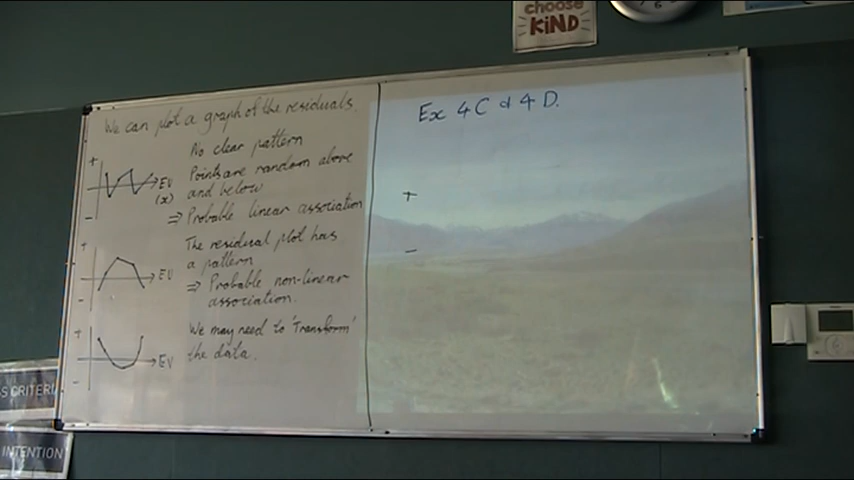 choose
KiND
We can plot a graph of the residuals.
No clear pattern
+
Points are random above
EV
(x)
and below
-
⇒ Probable linear association
+
The residual plot has
a pattern
EV
⇒ Probable non-linear
association.
-
+
We may need to 'Transform'
the data.
EV
-
Ex 4C & 4D.
+
-
S CRITERI
INTENTION